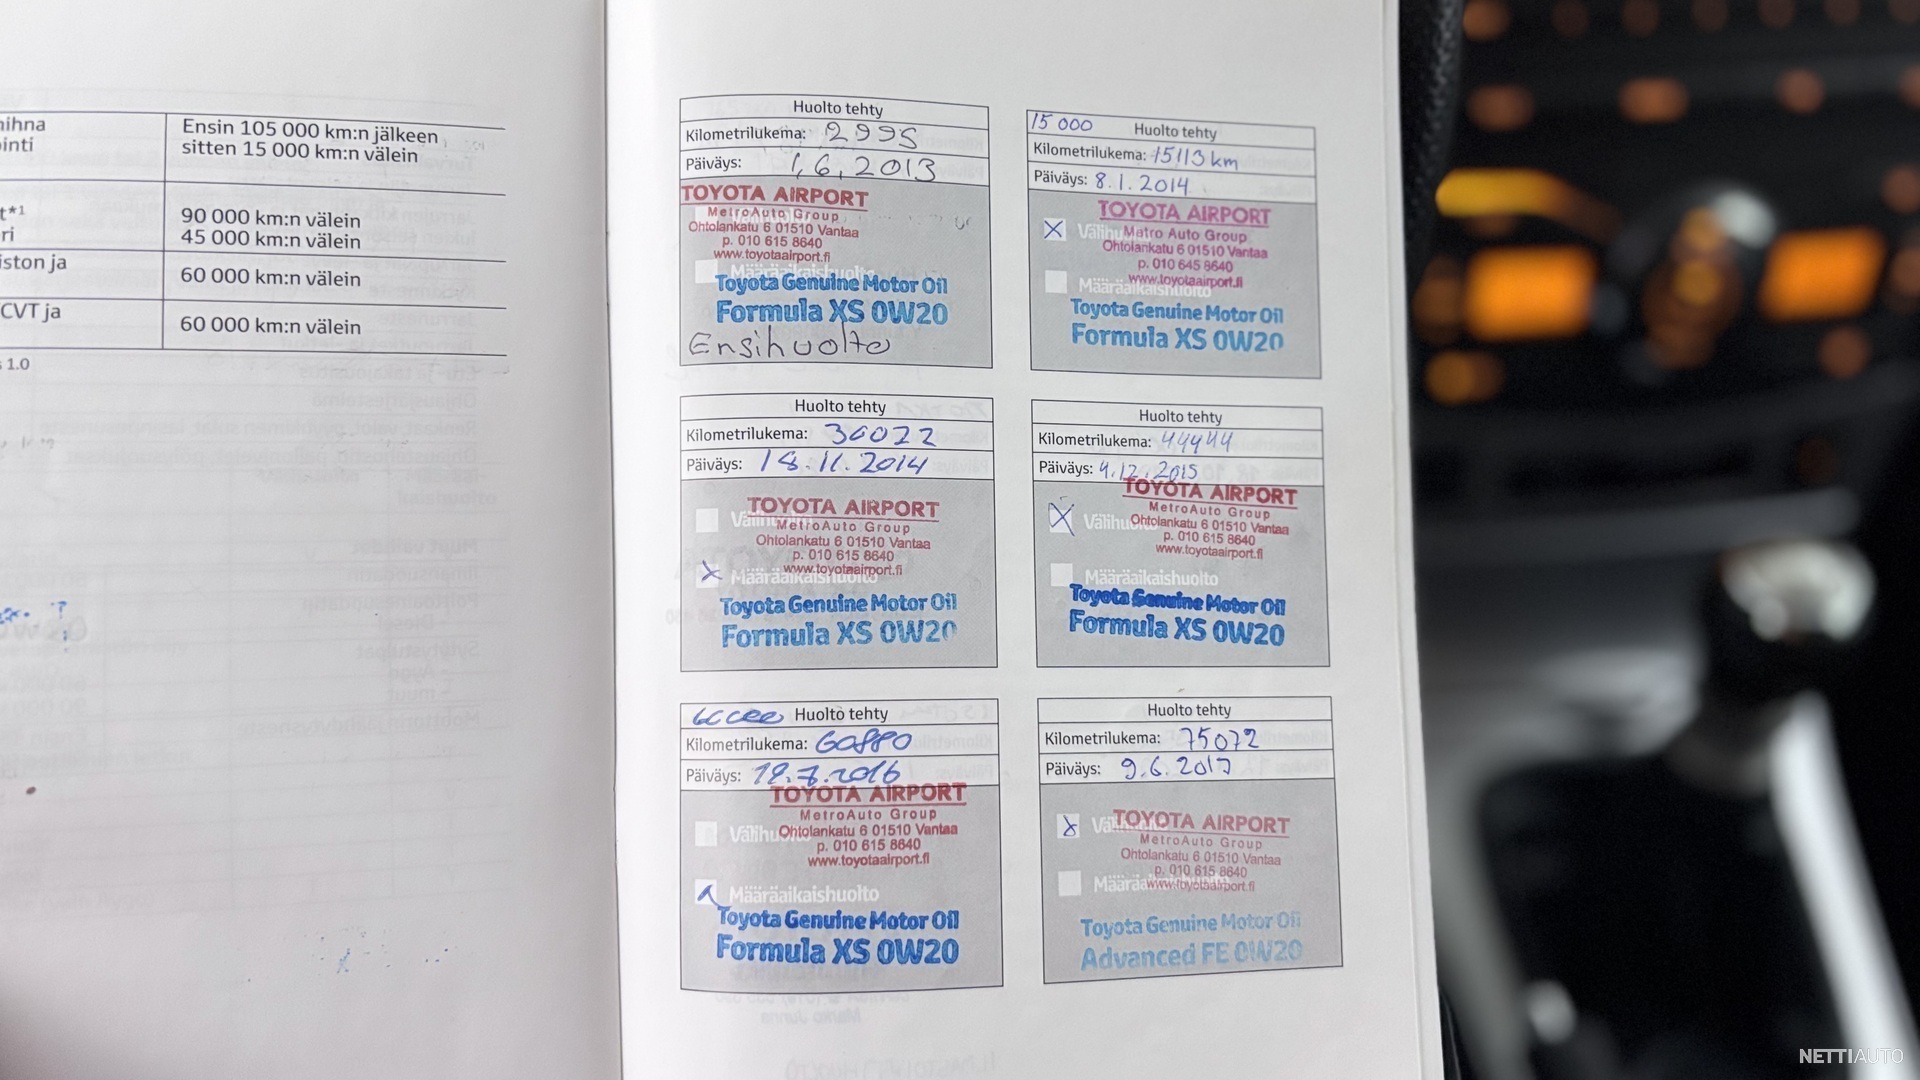 Ensin 105 000 km:n jälkeen
sitten 15 000 km:n välein
90 000 km:n välein
45 000 km:n välein
60 000 km:n välein
CVT ja
60 000 km:n välein
1.0
Huolto tehty
Kilometrilukema: 2995
Päiväys: 1.6.2013
TOYOTA AIRPORT
MetroAuto Group
Ohtolankatu 6 01510 Vantaa
p. 010 615 8640
www.toyotaairport.fi
Määräaikaishuolto
Toyota Genuine Motor Oil
Formula XS 0W20
Ensihuolto
15 000 Huolto tehty
Kilometrilukema: 15113 km
Päiväys: 8.1.2014
TOYOTA AIRPORT
Metro Auto Group
Ohtolankatu 6 01510 Vantaa
p. 010 645 8640
www.toyotaairport.fi
Määräaikaishuolto
Toyota Genuine Motor Oil
Formula XS 0W20
Huolto tehty
Kilometrilukema: 30022
Päiväys: 18.11.2014
TOYOTA AIRPORT
Välihuolto
MetroAuto Group
Ohtolankatu 6 01510 Vantaa
p. 010 615 8640
www.toyotaairport.fi
Määräaikaishuolto
Toyota Genuine Motor Oil
Formula XS 0W20
Huolto tehty
Kilometrilukema: 44944
Päiväys: 4.12.2015
TOYOTA AIRPORT
MetroAuto Group
Välihuolto
Ohtolankatu 6 01510 Vantaa
p. 010 615 8640
www.toyotaairport.fi
Määräaikaishuolto
Toyota Genuine Motor Oil
Formula XS 0W20
Huolto tehty
Kilometrilukema: 60880
Päiväys: 19.7.2016
TOYOTA AIRPORT
MetroAuto Group
Välihuolto
Ohtolankatu 6 01510 Vantaa
p. 010 615 8640
www.toyotaairport.fi
Määräaikaishuolto
Toyota Genuine Motor Oil
Formula XS 0W20
Huolto tehty
Kilometrilukema: 75072
Päiväys: 9.6.2017
TOYOTA AIRPORT
MetroAuto Group
Ohtolankatu 6 01510 Vantaa
p. 010 615 8640
www.toyotaairport.fi
Toyota Genuine Motor Oil
Advanced FE 0W20
NETTIAUTO